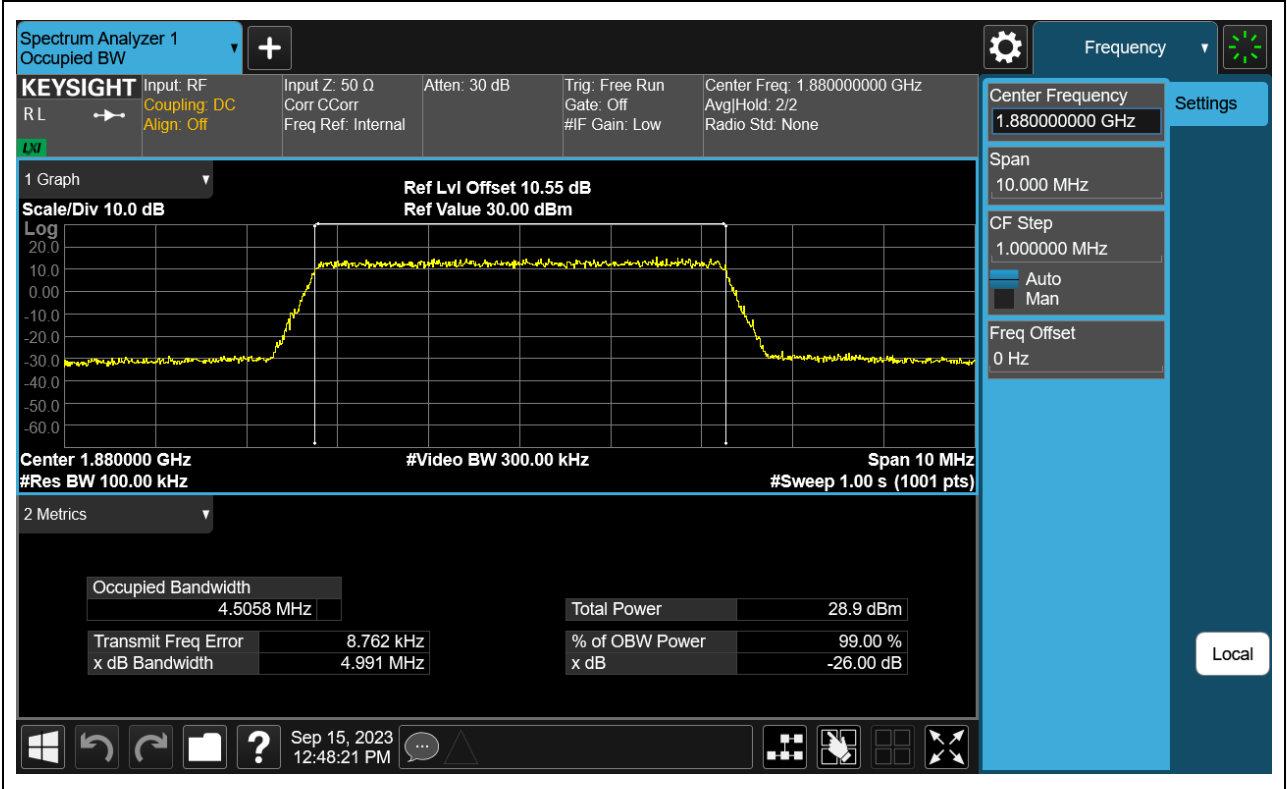 Spectrum Analyzer 1
Occupied BW
Frequency
KEYSIGHT
R L
LXI
Input: RF
Coupling: DC
Align: Off
Input Z: 50 Ω
Corr CCorr
Freq Ref: Internal
Atten: 30 dB
Trig: Free Run
Gate: Off
#IF Gain: Low
Center Freq: 1.880000000 GHz
Avg|Hold: 2/2
Radio Std: None
Center Frequency
1.880000000 GHz
Settings
Span
10.000 MHz
CF Step
1.000000 MHz
Auto
Man
Freq Offset
0 Hz
Local
1 Graph
Scale/Div 10.0 dB
Ref Lvl Offset 10.55 dB
Ref Value 30.00 dBm
Log
20.0
10.0
0.00
-10.0
-20.0
-30.0
-40.0
-50.0
-60.0
Center 1.880000 GHz
#Video BW 300.00 kHz
Span 10 MHz
#Res BW 100.00 kHz
#Sweep 1.00 s (1001 pts)
2 Metrics
Occupied Bandwidth
4.5058 MHz
Total Power 28.9 dBm
Transmit Freq Error 8.762 kHz
% of OBW Power 99.00 %
x dB Bandwidth 4.991 MHz
x dB -26.00 dB
Sep 15, 2023
12:48:21 PM